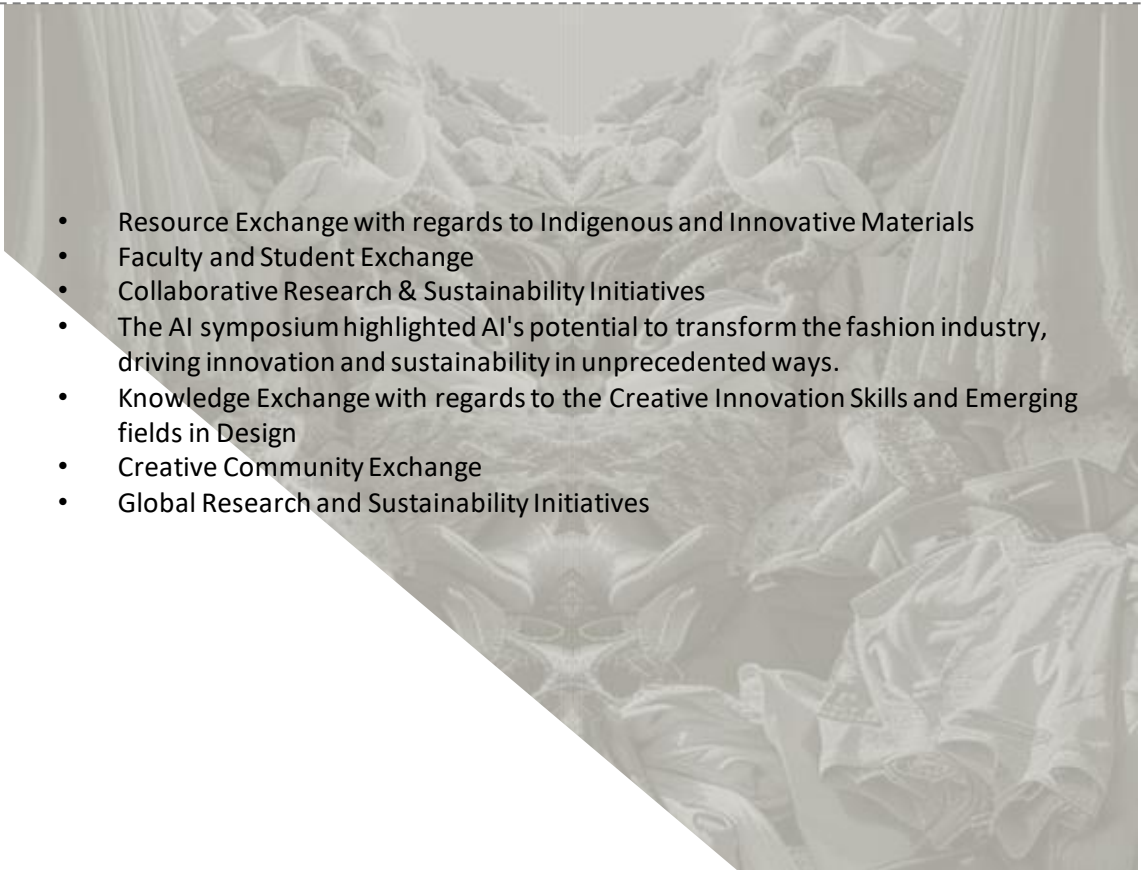 • Resource Exchange with regards to Indigenous and Innovative Materials
• Faculty and Student Exchange
• Collaborative Research & Sustainability Initiatives
• The AI symposium highlighted AI's potential to transform the fashion industry,
driving innovation and sustainability in unprecedented ways.
• Knowledge Exchange with regards to the Creative Innovation Skills and Emerging
fields in Design
• Creative Community Exchange
• Global Research and Sustainability Initiatives